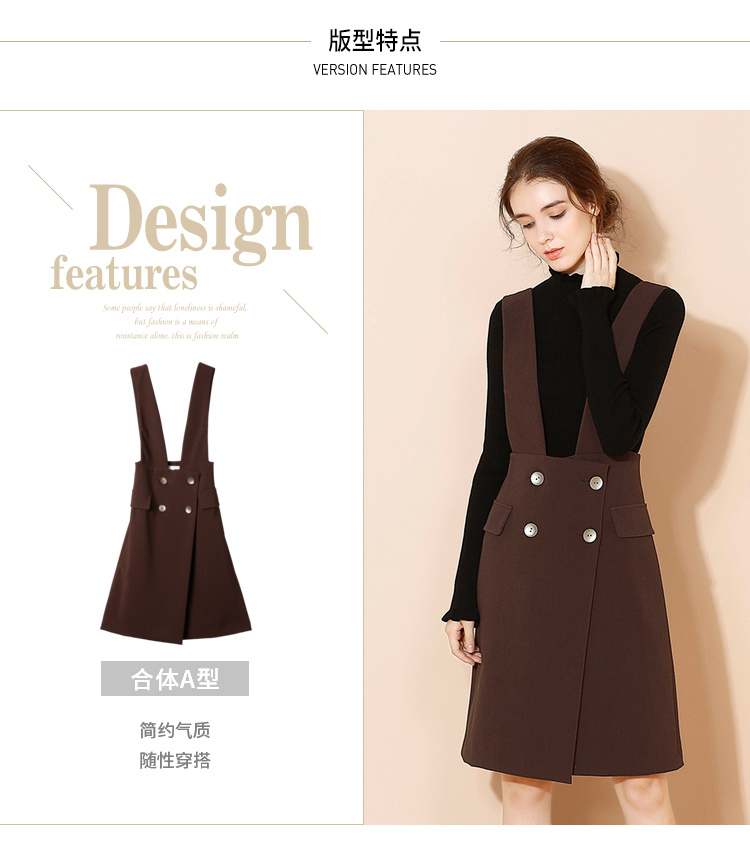 版型特点
VERSION FEATURES
Design
features
Some people say that loneliness is shameful,
but fashion is a means of
resistance alone. this is fashion realm
合体A型
简约气质
随性穿搭